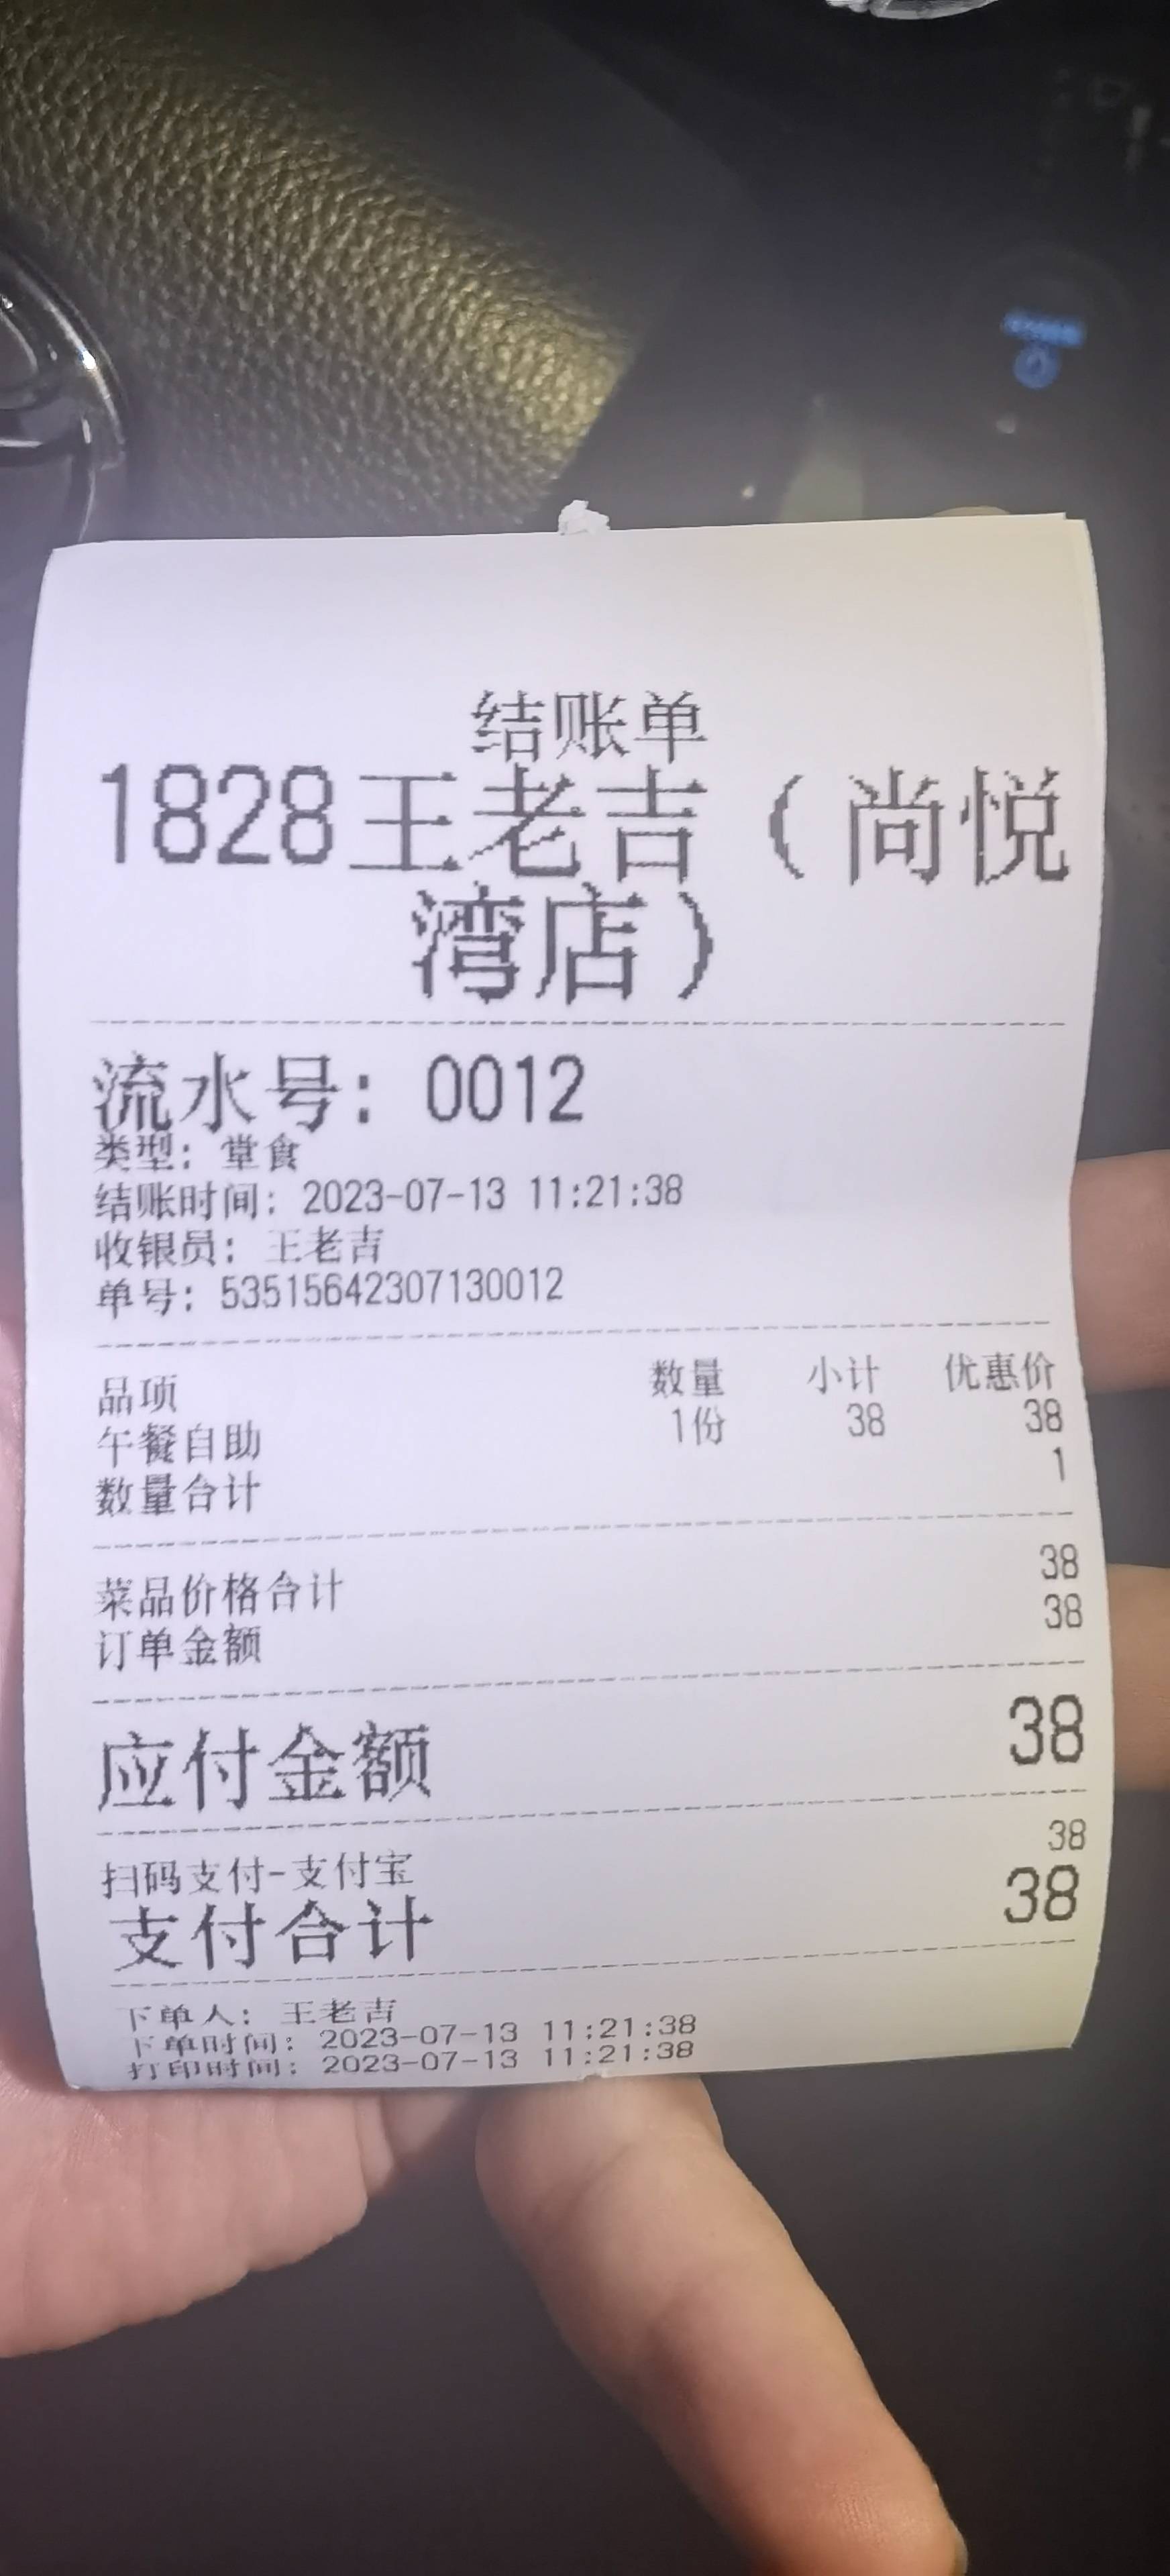 结账单
1828王老吉（尚悦
湾店）
流水号：0012
类型：堂食
结账时间：2023-07-13 11:21:38
收银员：王老吉
单号：53515642307130012
品项 数量 小计 优惠价
午餐自助 1份 38 38
数量合计 1
菜品价格合计 38
订单金额 38
应付金额 38
扫码支付-支付宝 38
支付合计 38
下单人：王老吉
下单时间：2023-07-13 11:21:38
打印时间：2023-07-13 11:21:38